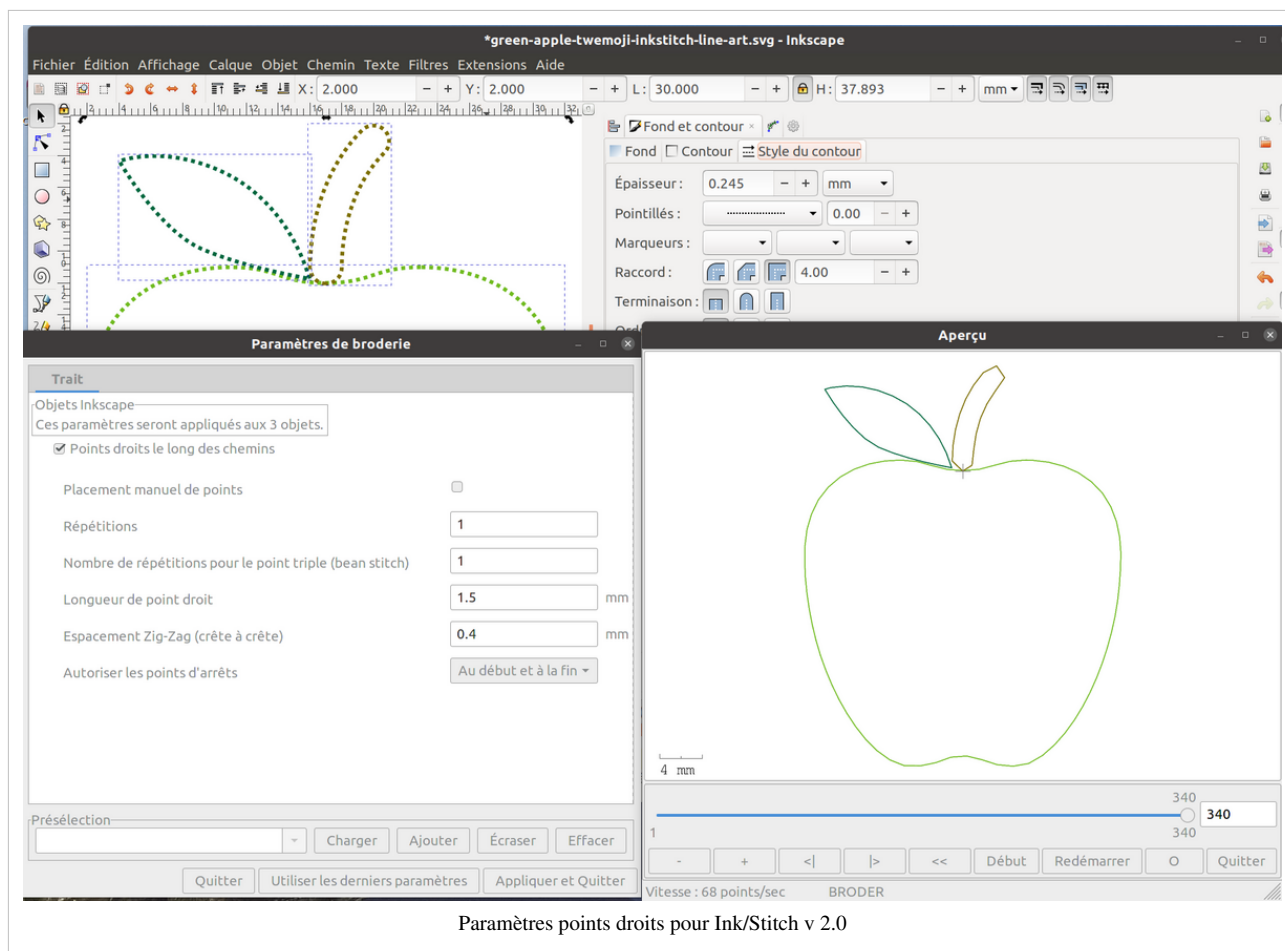 *green-apple-twemoji-inkstitch-line-art.svg - Inkscape
Fichier Édition Affichage Calque Objet Chemin Texte Filtres Extensions Aide
X: 2.000 - + Y: 2.000 - + L: 30.000 - + H: 37.893 - + mm
Fond et contour
Fond Contour Style du contour
Épaisseur : 0.245 - + mm
Pointillés : 0.00 - +
Marqueurs :
Raccord : 4.00 - +
Terminaison :
Paramètres de broderie
Trait
Objets Inkscape
Ces paramètres seront appliqués aux 3 objets.
Points droits le long des chemins
Placement manuel de points
Répétitions 1
Nombre de répétitions pour le point triple (bean stitch) 1
Longueur de point droit 1.5 mm
Espacement Zig-Zag (crête à crête) 0.4 mm
Autoriser les points d'arrêts Au début et à la fin
Présélection
Charger Ajouter Écraser Effacer
Quitter Utiliser les derniers paramètres Appliquer et Quitter
Aperçu
4 mm
340
340
1 340
- + <| |> << Début Redémarrer O Quitter
Vitesse : 68 points/sec BRODER
Paramètres points droits pour Ink/Stitch v 2.0